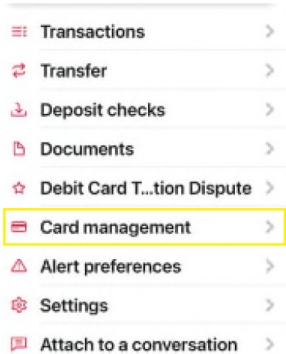 Transactions
Transfer
Deposit checks
Documents
Debit Card T...tion Dispute
Card management
Alert preferences
Settings
Attach to a conversation